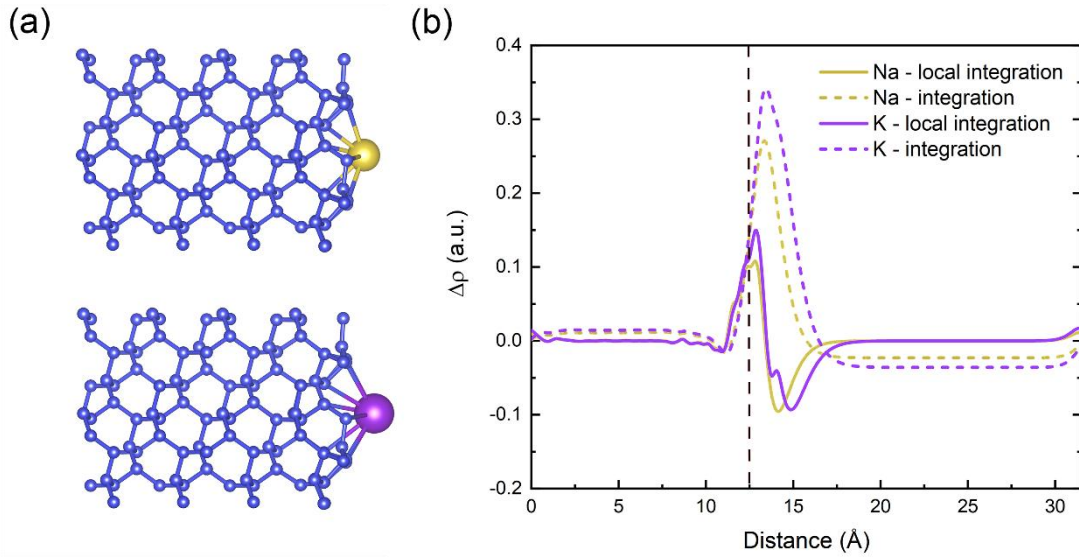 (a)
(b)
0.4
0.3
0.2
0.1
0.0
-0.1
-0.2
Δρ (a.u.)
Na - local integration
Na - integration
K - local integration
K - integration
0 5 10 15 20 25 30
Distance (Å)